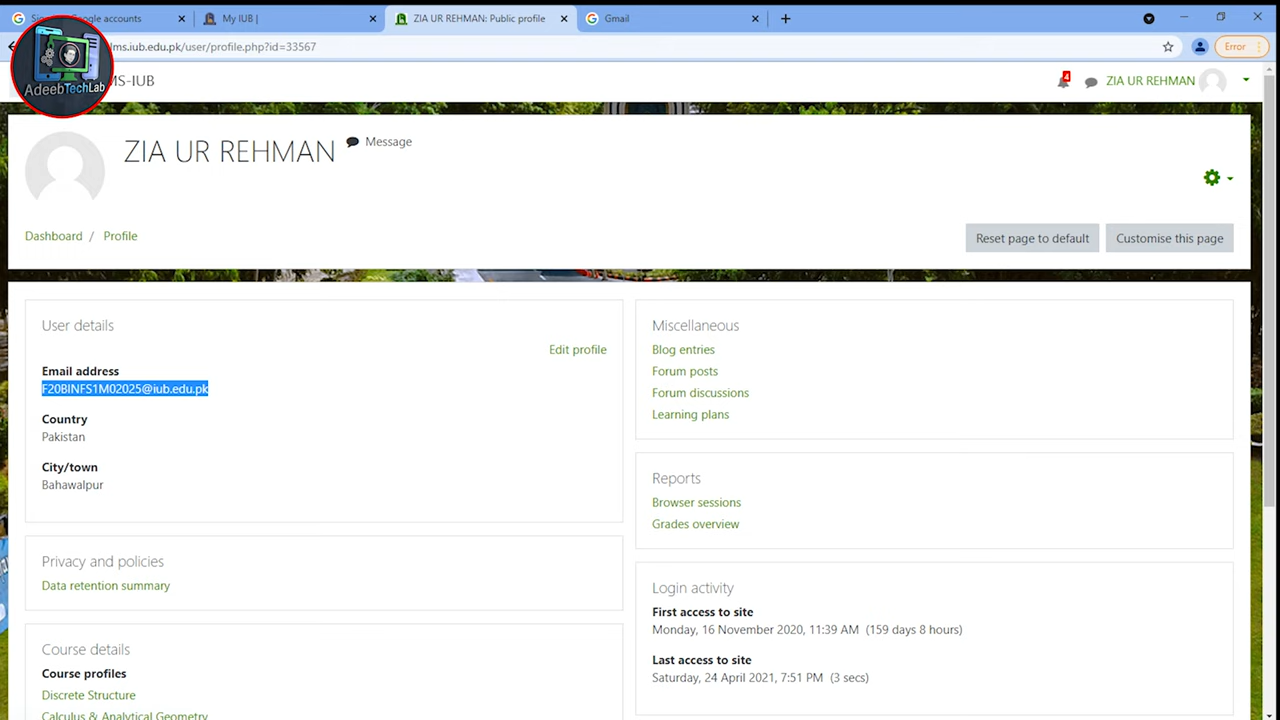 Sign in - Google accounts
My IUB |
ZIA UR REHMAN: Public profile
Gmail
lms.iub.edu.pk/user/profile.php?id=33567
Error
AdeebTechLab
MS-IUB
4
ZIA UR REHMAN
ZIA UR REHMAN
Message
Dashboard / Profile
Reset page to default
Customise this page
User details
Edit profile
Email address
F20BINFS1M02025@iub.edu.pk
Country
Pakistan
City/town
Bahawalpur
Privacy and policies
Data retention summary
Course details
Course profiles
Discrete Structure
Calculus & Analytical Geometry
Miscellaneous
Blog entries
Forum posts
Forum discussions
Learning plans
Reports
Browser sessions
Grades overview
Login activity
First access to site
Monday, 16 November 2020, 11:39 AM (159 days 8 hours)
Last access to site
Saturday, 24 April 2021, 7:51 PM (3 secs)